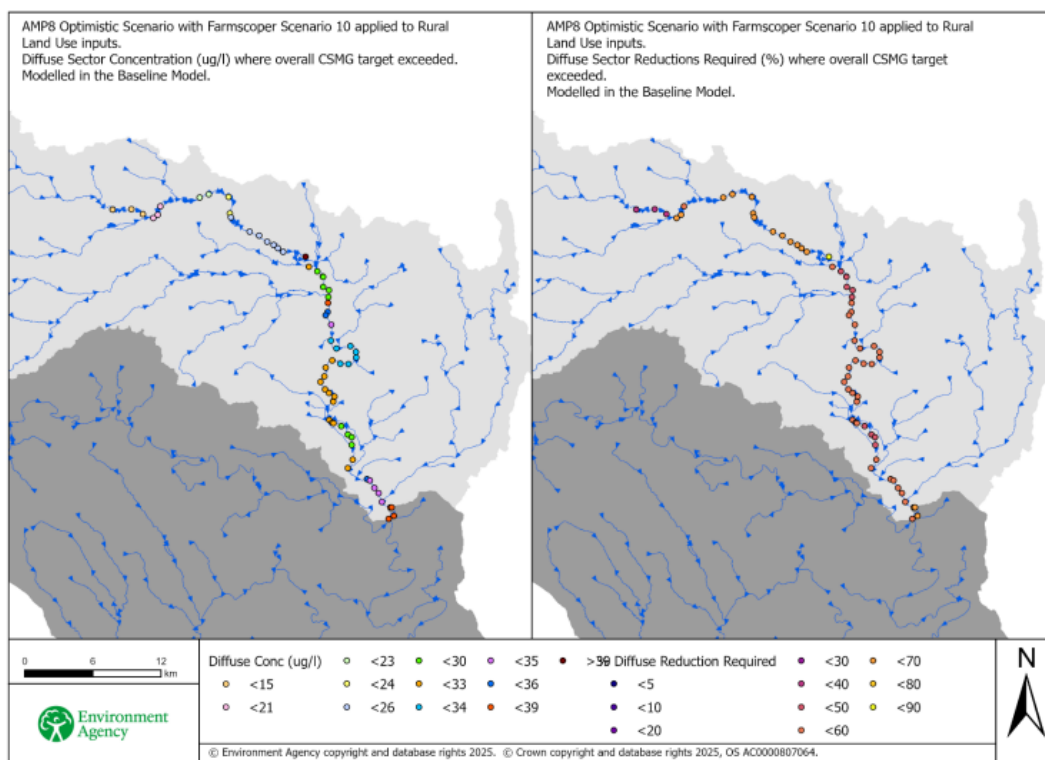 AMP8 Optimistic Scenario with Farmscoper Scenario 10 applied to Rural
Land Use inputs.
Diffuse Sector Concentration (ug/l) where overall CSMG target exceeded.
Modelled in the Baseline Model.
AMP8 Optimistic Scenario with Farmscoper Scenario 10 applied to Rural
Land Use inputs.
Diffuse Sector Reductions Required (%) where overall CSMG target
exceeded.
Modelled in the Baseline Model.
0 6 12
km
Environment
Agency
Diffuse Conc (ug/l)
<15
<21
<23
<24
<26
<30
<33
<34
<35
<36
<39
>39
Diffuse Reduction Required
<5
<10
<20
<30
<40
<50
<60
<70
<80
<90
N
© Environment Agency copyright and database rights 2025. © Crown copyright and database rights 2025, OS AC0000807064.